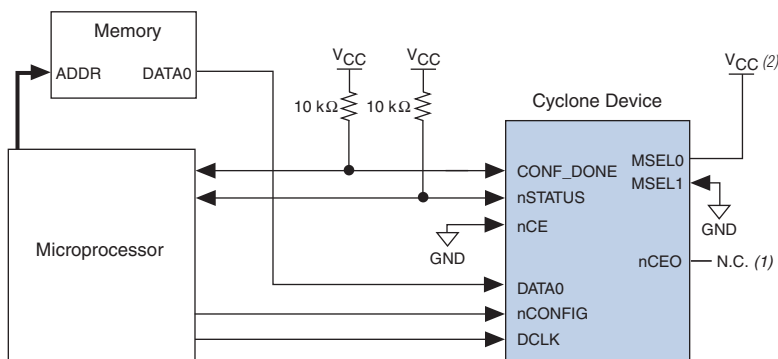 Memory
ADDR DATA0
VCC VCC
10 kΩ 10 kΩ
VCC (2)
Cyclone Device
MSEL0
CONF_DONE
MSEL1
nSTATUS
nCE
GND
GND
Microprocessor
nCEO N.C. (1)
DATA0
nCONFIG
DCLK